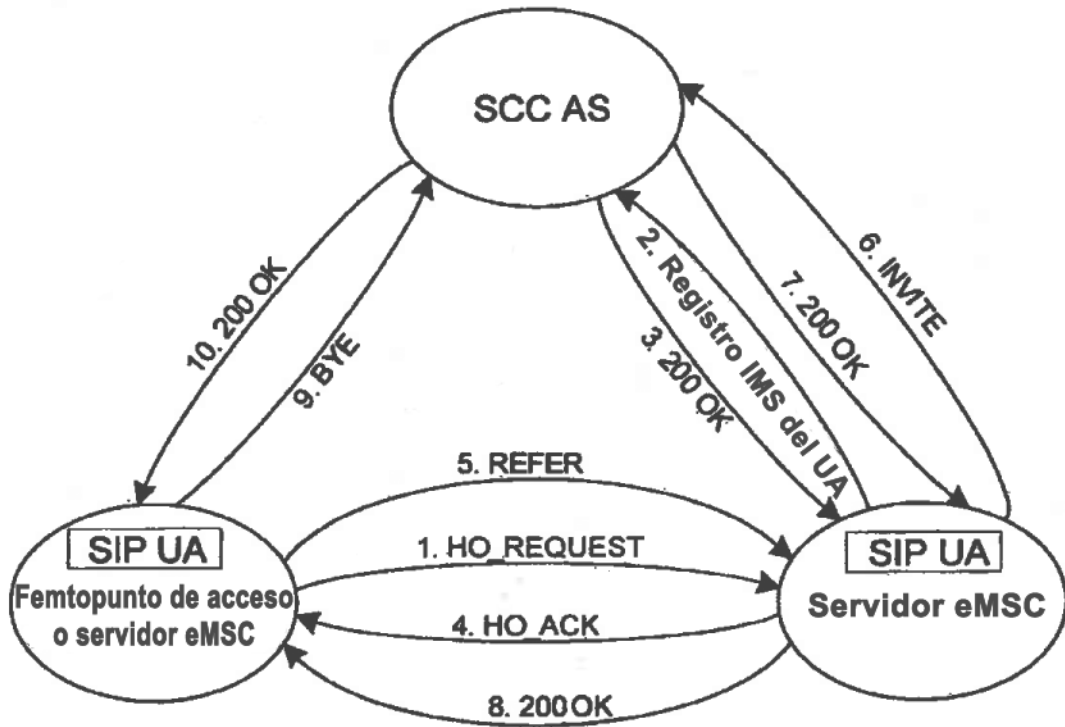 SCC AS
10. 200 OK
9. BYE
2. Registro IMS del UA
3. 200 OK
6. INVITE
7. 200 OK
5. REFER
1. HO_REQUEST
4. HO_ACK
8. 200 OK
SIP UA
Femtopunto de acceso
o servidor eMSC
SIP UA
Servidor eMSC